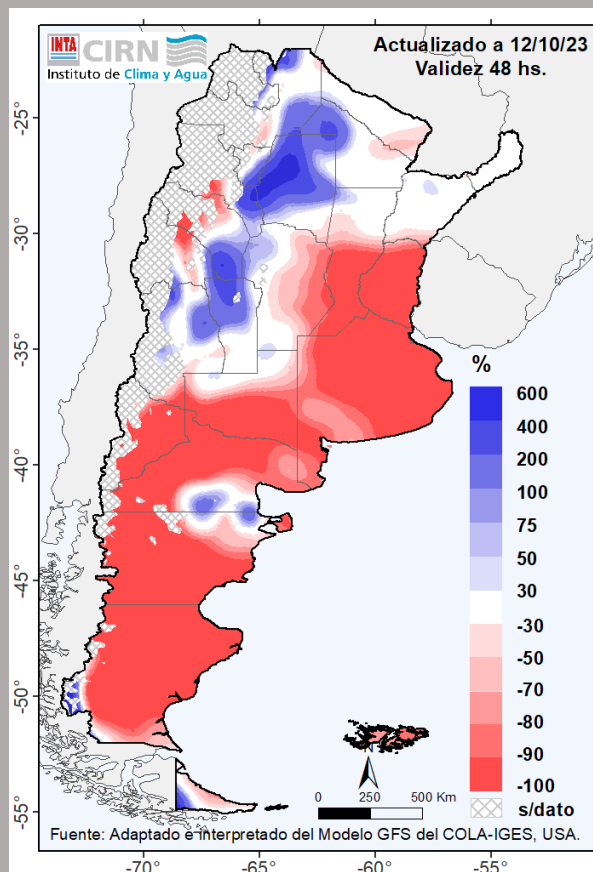 INTA CIRN
Instituto de Clima y Agua
Actualizado a 12/10/23
Validez 48 hs.
-25°
-30°
-35°
-40°
-45°
-50°
-55°
%
600
400
200
100
75
50
30
-30
-50
-70
-80
-90
-100
s/dato
N
0 250 500 Km
Fuente: Adaptado e interpretado del Modelo GFS del COLA-IGES, USA.
-70° -65° -60° -55°